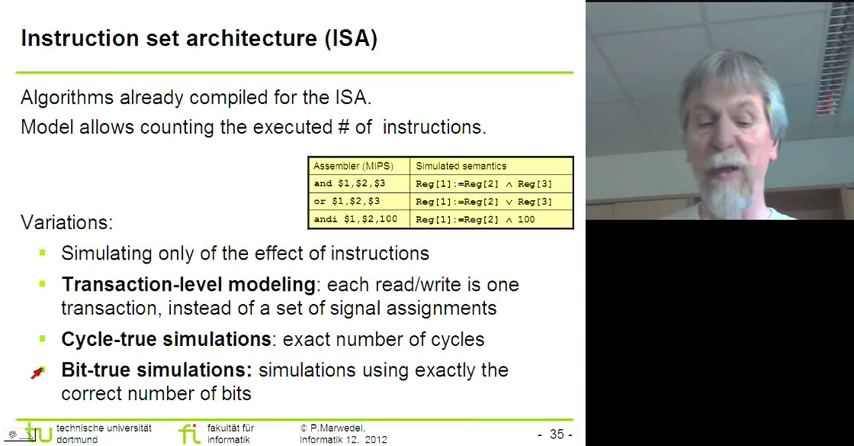 Instruction set architecture (ISA)
Algorithms already compiled for the ISA.
Model allows counting the executed # of instructions.
Assembler (MIPS) Simulated semantics
and $1,$2,$3 Reg[1]:=Reg[2] ∧ Reg[3]
or $1,$2,$3 Reg[1]:=Reg[2] ∨ Reg[3]
andi $1,$2,100 Reg[1]:=Reg[2] ∧ 100
Variations:
Simulating only of the effect of instructions
Transaction-level modeling: each read/write is one
transaction, instead of a set of signal assignments
Cycle-true simulations: exact number of cycles
Bit-true simulations: simulations using exactly the
correct number of bits
tu technische universität
dortmund
fi fakultät für
informatik
© P.Marwedel,
Informatik 12, 2012
- 35 -